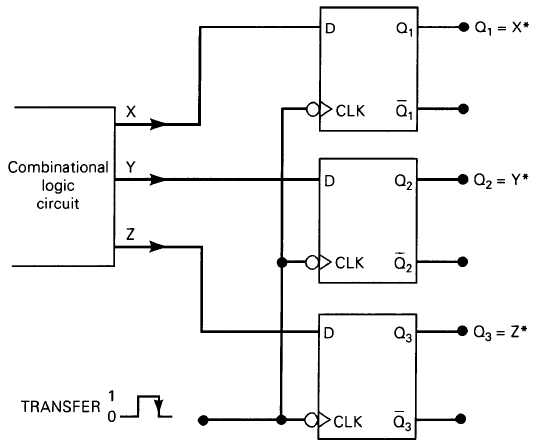 D
Q₁
Q₁ = X*
X
CLK
Q̅₁
Combinational
logic
circuit
Y
D
Q₂
Q₂ = Y*
Z
CLK
Q̅₂
D
Q₃
Q₃ = Z*
TRANSFER
1
0
CLK
Q̅₃